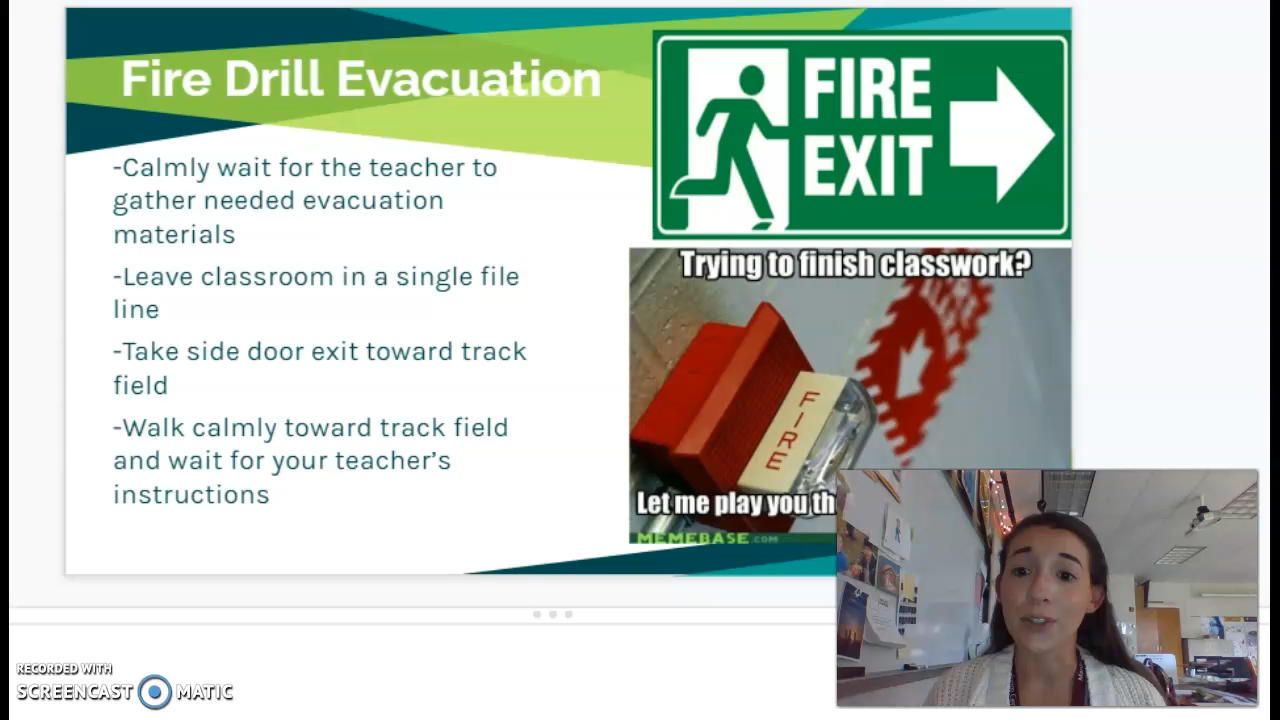 Fire Drill Evacuation
-Calmly wait for the teacher to
gather needed evacuation
materials
-Leave classroom in a single file
line
-Take side door exit toward track
field
-Walk calmly toward track field
and wait for your teacher's
instructions
FIRE
EXIT
Trying to finish classwork?
FIRE
Let me play you
MEMEBASE.COM
RECORDED WITH
SCREENCAST MATIC